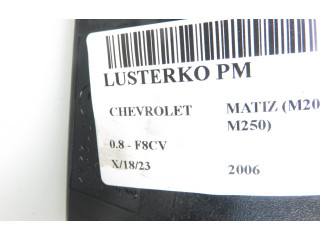 LUSTERKO PM
CHEVROLET MATIZ (M20
M250)
0.8 - F8CV
X/18/23 2006